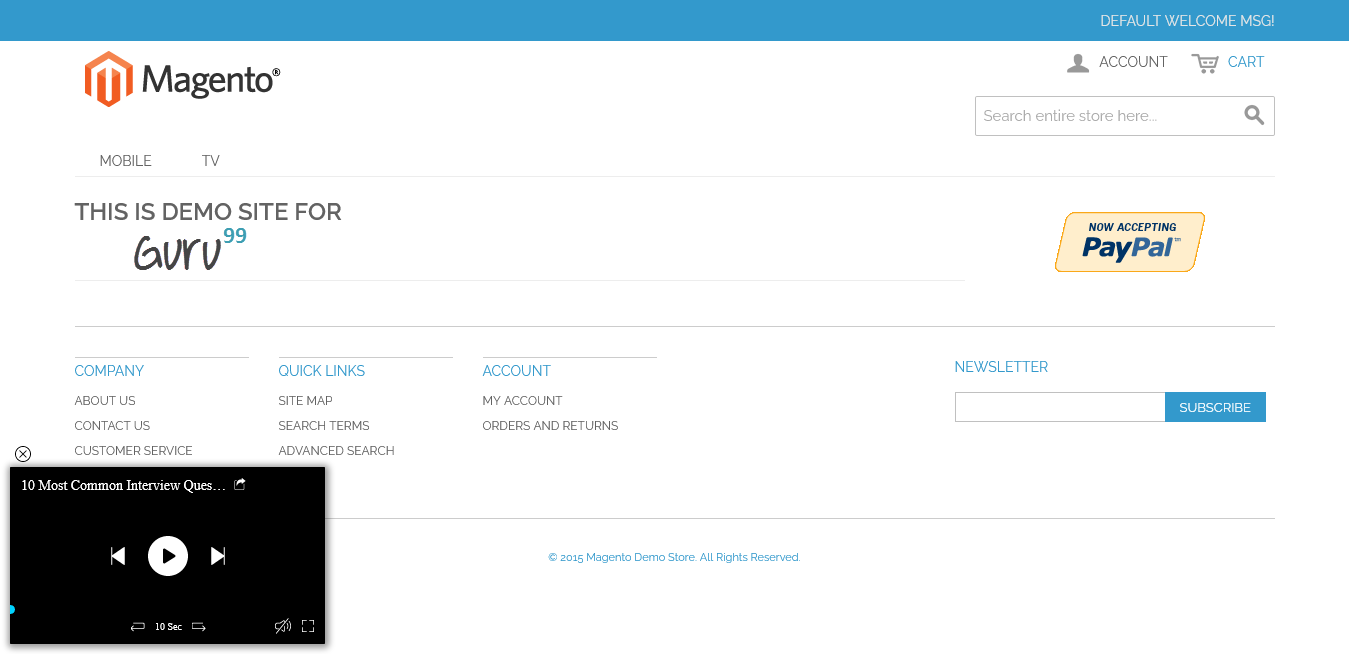 DEFAULT WELCOME MSG!
Magento®
ACCOUNT
CART
Search entire store here...
MOBILE
TV
THIS IS DEMO SITE FOR
Guru99
NOW ACCEPTING
PayPal™
COMPANY
ABOUT US
CONTACT US
CUSTOMER SERVICE
QUICK LINKS
SITE MAP
SEARCH TERMS
ADVANCED SEARCH
ACCOUNT
MY ACCOUNT
ORDERS AND RETURNS
NEWSLETTER
SUBSCRIBE
10 Most Common Interview Ques...
10 Sec
© 2015 Magento Demo Store. All Rights Reserved.